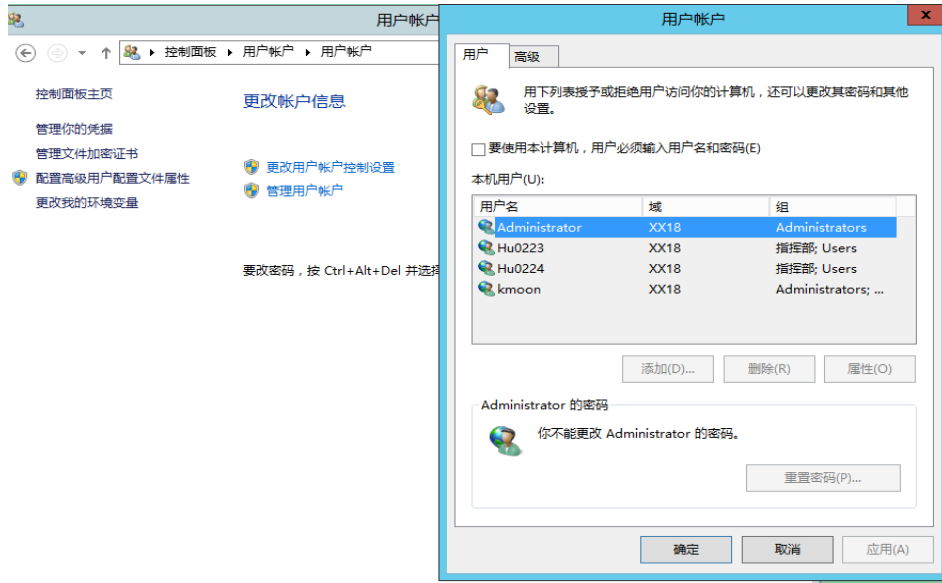 用户帐户
控制面板 用户帐户 用户帐户
控制面板主页
管理你的凭据
管理文件加密证书
配置高级用户配置文件属性
更改我的环境变量
更改帐户信息
更改用户帐户控制设置
管理用户帐户
要改密码，按 Ctrl+Alt+Del 并选择
用户帐户
x
用户 高级
用下列表授予或拒绝用户访问你的计算机，还可以更改其密码和其他
设置。
要使用本计算机，用户必须输入用户名和密码(E)
本机用户(U):
用户名 域 组
Administrator XX18 Administrators
Hu0223 XX18 指挥部; Users
Hu0224 XX18 指挥部; Users
kmoon XX18 Administrators; ...
添加(D)... 删除(R) 属性(O)
Administrator 的密码
你不能更改 Administrator 的密码。
重置密码(P)...
确定 取消 应用(A)